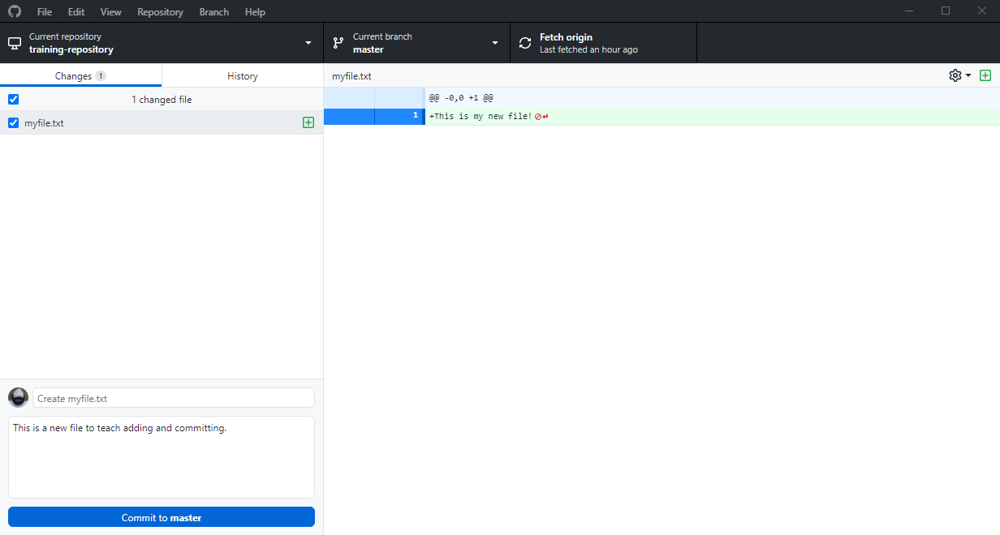 File Edit View Repository Branch Help
Current repository
training-repository
Current branch
master
Fetch origin
Last fetched an hour ago
Changes 1
History
myfile.txt
1 changed file
@@ -0,0 +1 @@
myfile.txt
1 +This is my new file!
Create myfile.txt
This is a new file to teach adding and committing.
Commit to master